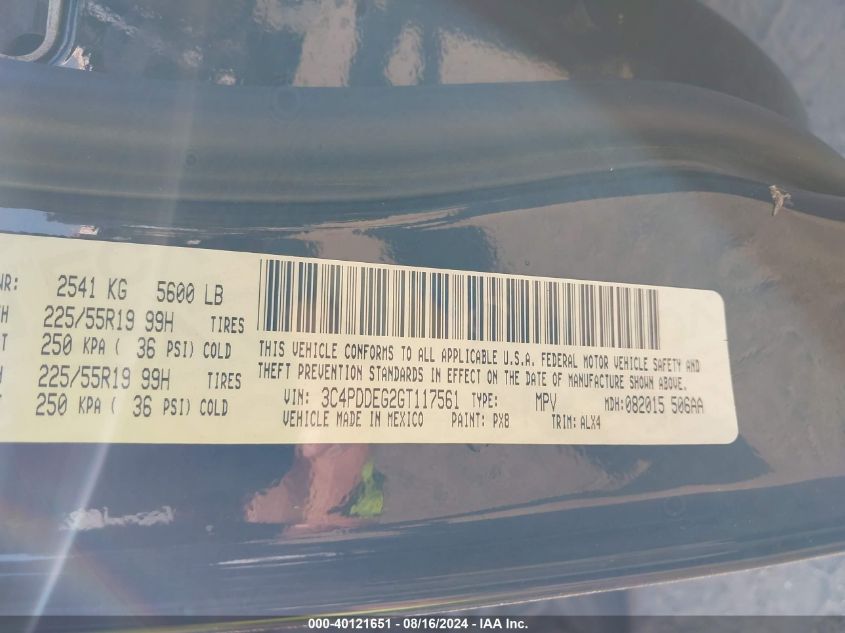 WR: 2541 KG 5600 LB
225/55R19 99H TIRES
250 KPA ( 36 PSI) COLD
225/55R19 99H TIRES
250 KPA ( 36 PSI) COLD
THIS VEHICLE CONFORMS TO ALL APPLICABLE U.S.A. FEDERAL MOTOR VEHICLE SAFETY AND
THEFT PREVENTION STANDARDS IN EFFECT ON THE DATE OF MANUFACTURE SHOWN ABOVE.
VIN: 3C4PDDEG2GT117561 TYPE: MPV MDH:082015 506AA
VEHICLE MADE IN MEXICO PAINT: PX8 TRIM: ALX4
000-40121651 - 08/16/2024 - IAA Inc.